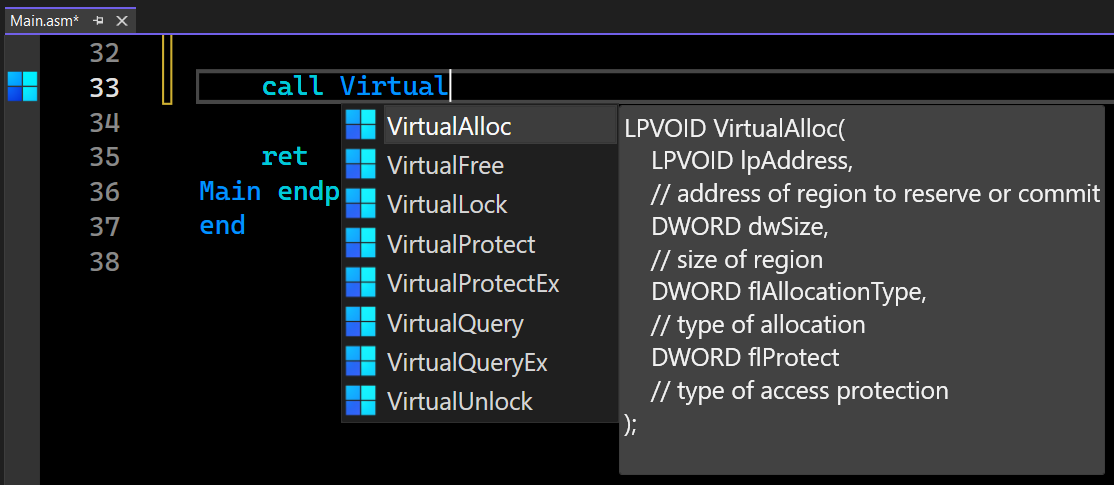 Main.asm*
32
33 call Virtual
34
35 ret
36 Main endp
37 end
38
VirtualAlloc
VirtualFree
VirtualLock
VirtualProtect
VirtualProtectEx
VirtualQuery
VirtualQueryEx
VirtualUnlock
LPVOID VirtualAlloc(
LPVOID lpAddress,
// address of region to reserve or commit
DWORD dwSize,
// size of region
DWORD flAllocationType,
// type of allocation
DWORD flProtect
// type of access protection
);